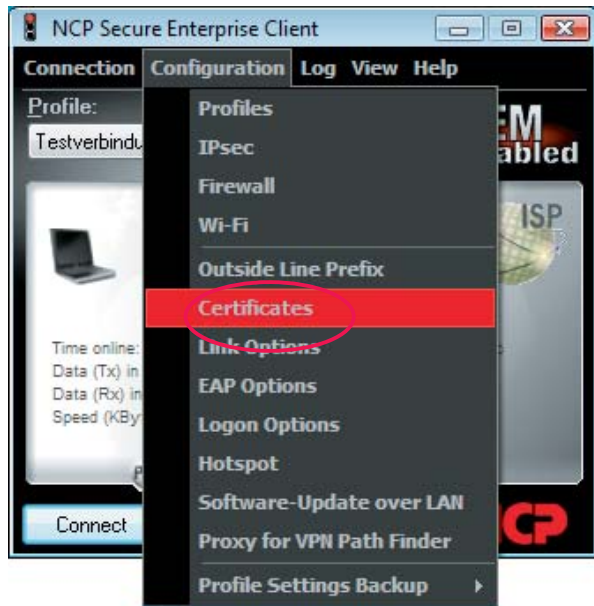 NCP Secure Enterprise Client
Connection Configuration Log View Help
Profile:
Testverbindu
EM
abled
ISP
Profiles
IPsec
Firewall
Wi-Fi
Outside Line Prefix
Certificates
Link Options
EAP Options
Logon Options
Hotspot
Software-Update over LAN
Proxy for VPN Path Finder
Profile Settings Backup
Time online:
Data (Tx) in
Data (Rx) in
Speed (KBy
Connect
CP